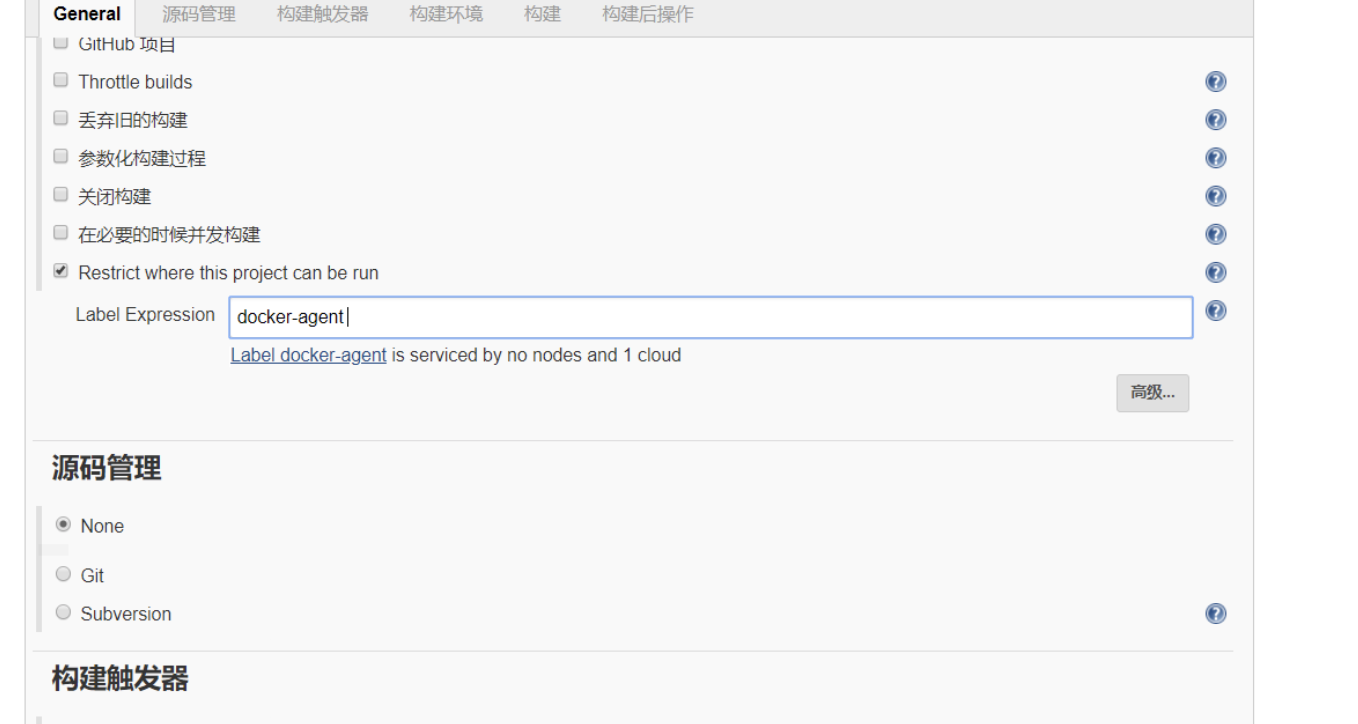 General 源码管理 构建触发器 构建环境 构建 构建后操作
GitHub 项目
Throttle builds
丢弃旧的构建
参数化构建过程
关闭构建
在必要的时候并发构建
Restrict where this project can be run
Label Expression docker-agent
Label docker-agent is serviced by no nodes and 1 cloud
高级...
源码管理
None
Git
Subversion
构建触发器